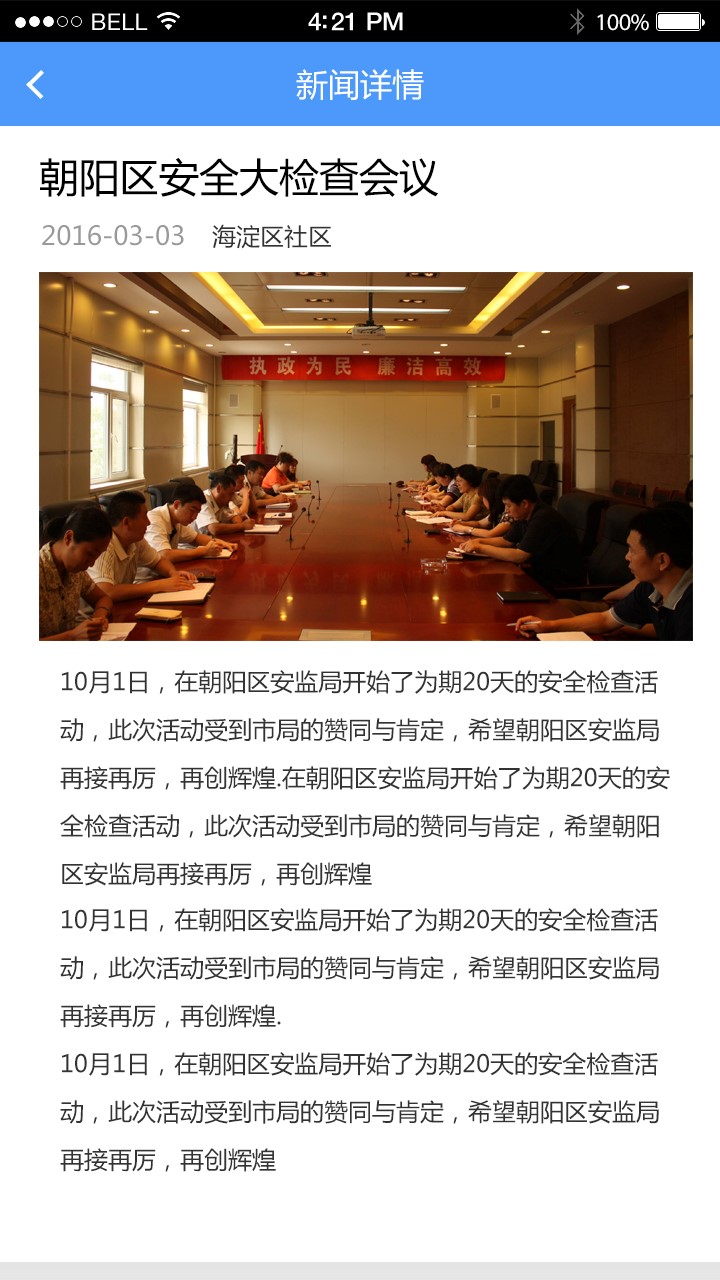 BELL 4:21 PM 100%
新闻详情
朝阳区安全大检查会议
2016-03-03 海淀区社区
执政为民 廉洁高效
10月1日，在朝阳区安监局开始了为期20天的安全检查活
动，此次活动受到市局的赞同与肯定，希望朝阳区安监局
再接再厉，再创辉煌.在朝阳区安监局开始了为期20天的安
全检查活动，此次活动受到市局的赞同与肯定，希望朝阳
区安监局再接再厉，再创辉煌
10月1日，在朝阳区安监局开始了为期20天的安全检查活
动，此次活动受到市局的赞同与肯定，希望朝阳区安监局
再接再厉，再创辉煌.
10月1日，在朝阳区安监局开始了为期20天的安全检查活
动，此次活动受到市局的赞同与肯定，希望朝阳区安监局
再接再厉，再创辉煌